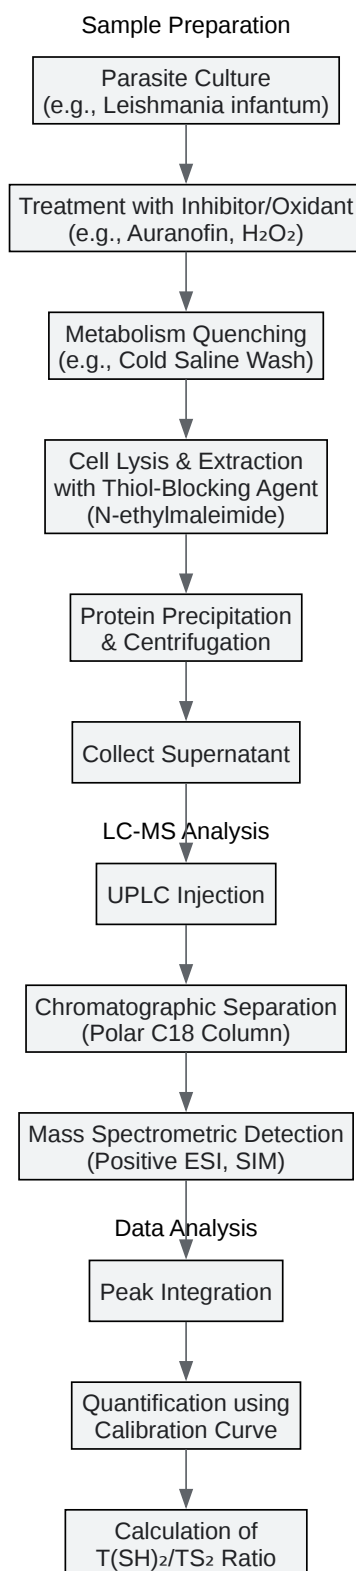 Sample Preparation
Parasite Culture
(e.g., Leishmania infantum)
Treatment with Inhibitor/Oxidant
(e.g., Auranofin, H₂O₂)
Metabolism Quenching
(e.g., Cold Saline Wash)
Cell Lysis & Extraction
with Thiol-Blocking Agent
(N-ethylmaleimide)
Protein Precipitation
& Centrifugation
Collect Supernatant
LC-MS Analysis
UPLC Injection
Chromatographic Separation
(Polar C18 Column)
Mass Spectrometric Detection
(Positive ESI, SIM)
Data Analysis
Peak Integration
Quantification using
Calibration Curve
Calculation of
T(SH)₂/TS₂ Ratio